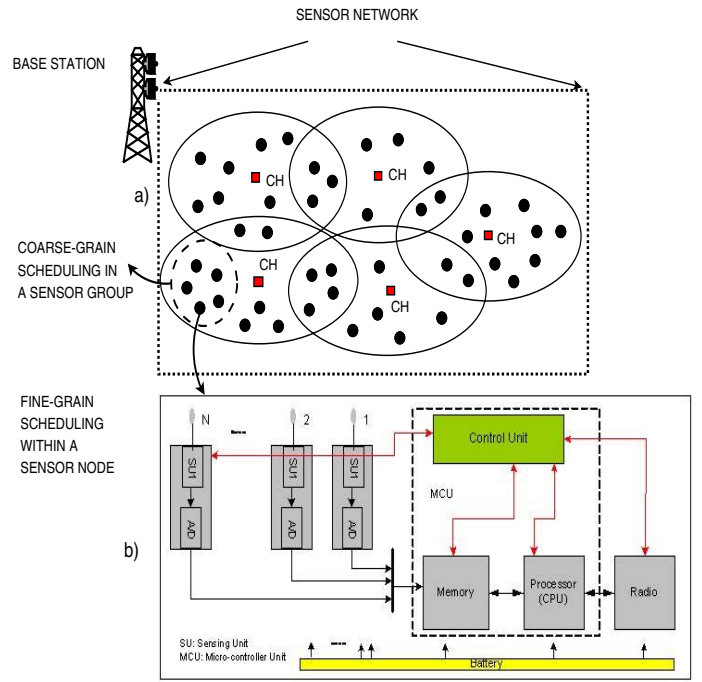 SENSOR NETWORK
BASE STATION
CH
CH
a)
CH
COARSE-GRAIN
SCHEDULING IN
A SENSOR GROUP
CH
CH
FINE-GRAIN
SCHEDULING
WITHIN A
SENSOR NODE
N
2
1
Control Unit
SU1
SU1
SU1
MCU
A/D
A/D
A/D
b)
Memory
Processor
(CPU)
Radio
SU: Sensing Unit
MCU: Micro-controller Unit
Battery